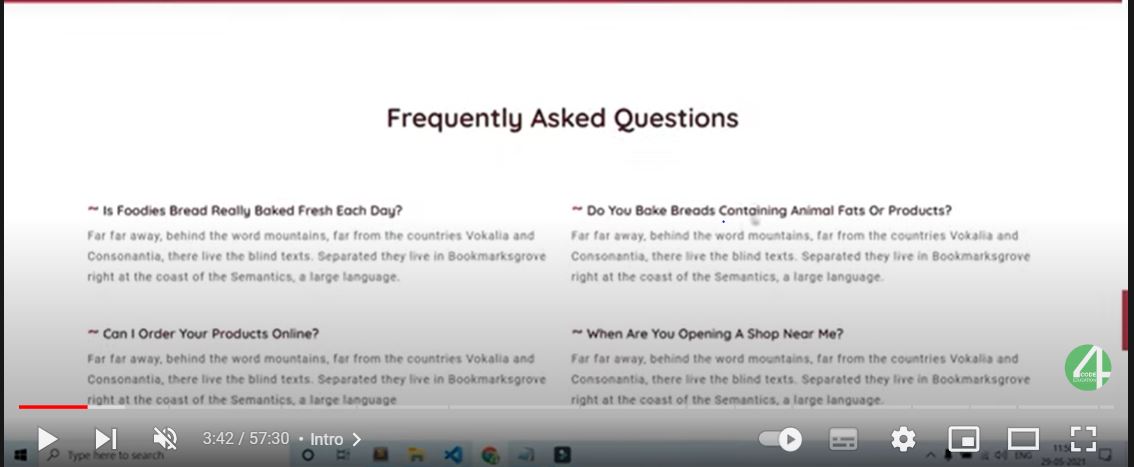 Frequently Asked Questions
~ Is Foodies Bread Really Baked Fresh Each Day?
Far far away, behind the word mountains, far from the countries Vokalia and
Consonantia, there live the blind texts. Separated they live in Bookmarksgrove
right at the coast of the Semantics, a large language.
~ Do You Bake Breads Containing Animal Fats Or Products?
Far far away, behind the word mountains, far from the countries Vokalia and
Consonantia, there live the blind texts. Separated they live in Bookmarksgrove
right at the coast of the Semantics, a large language.
~ Can I Order Your Products Online?
Far far away, behind the word mountains, far from the countries Vokalia and
Consonantia, there live the blind texts. Separated they live in Bookmarksgrove
right at the coast of the Semantics, a large language
~ When Are You Opening A Shop Near Me?
Far far away, behind the word mountains, far from the countries Vokalia and
Consonantia, there live the blind texts. Separated they live in Bookmarksgrove
right at the coast of the Semantics, a large language.
4
CODE
Education
3:42 / 57:30 • Intro
Type here to search
ENG
29-05-2021